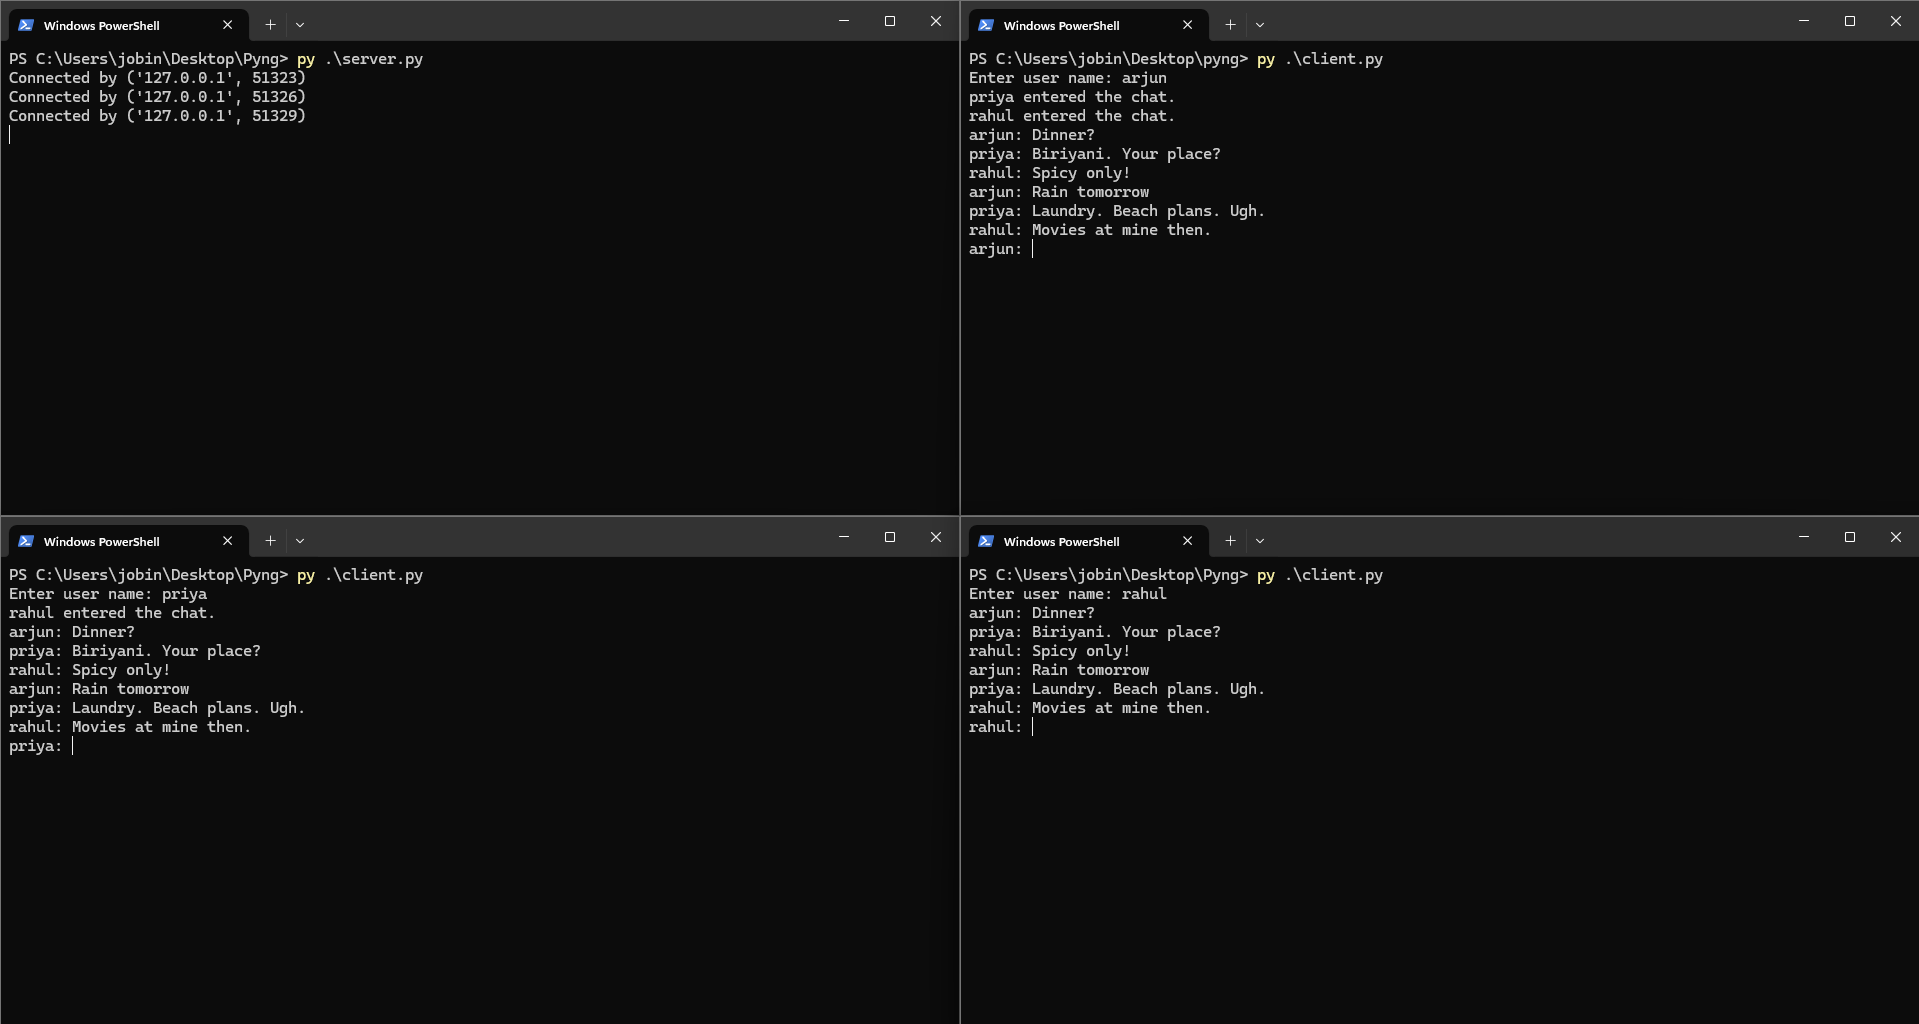 Windows PowerShell
PS C:\Users\jobin\Desktop\Pyng> py .\server.py
Connected by ('127.0.0.1', 51323)
Connected by ('127.0.0.1', 51326)
Connected by ('127.0.0.1', 51329)
Windows PowerShell
PS C:\Users\jobin\Desktop\pyng> py .\client.py
Enter user name: arjun
priya entered the chat.
rahul entered the chat.
arjun: Dinner?
priya: Biriyani. Your place?
rahul: Spicy only!
arjun: Rain tomorrow
priya: Laundry. Beach plans. Ugh.
rahul: Movies at mine then.
arjun:
Windows PowerShell
PS C:\Users\jobin\Desktop\Pyng> py .\client.py
Enter user name: priya
rahul entered the chat.
arjun: Dinner?
priya: Biriyani. Your place?
rahul: Spicy only!
arjun: Rain tomorrow
priya: Laundry. Beach plans. Ugh.
rahul: Movies at mine then.
priya:
Windows PowerShell
PS C:\Users\jobin\Desktop\Pyng> py .\client.py
Enter user name: rahul
arjun: Dinner?
priya: Biriyani. Your place?
rahul: Spicy only!
arjun: Rain tomorrow
priya: Laundry. Beach plans. Ugh.
rahul: Movies at mine then.
rahul: